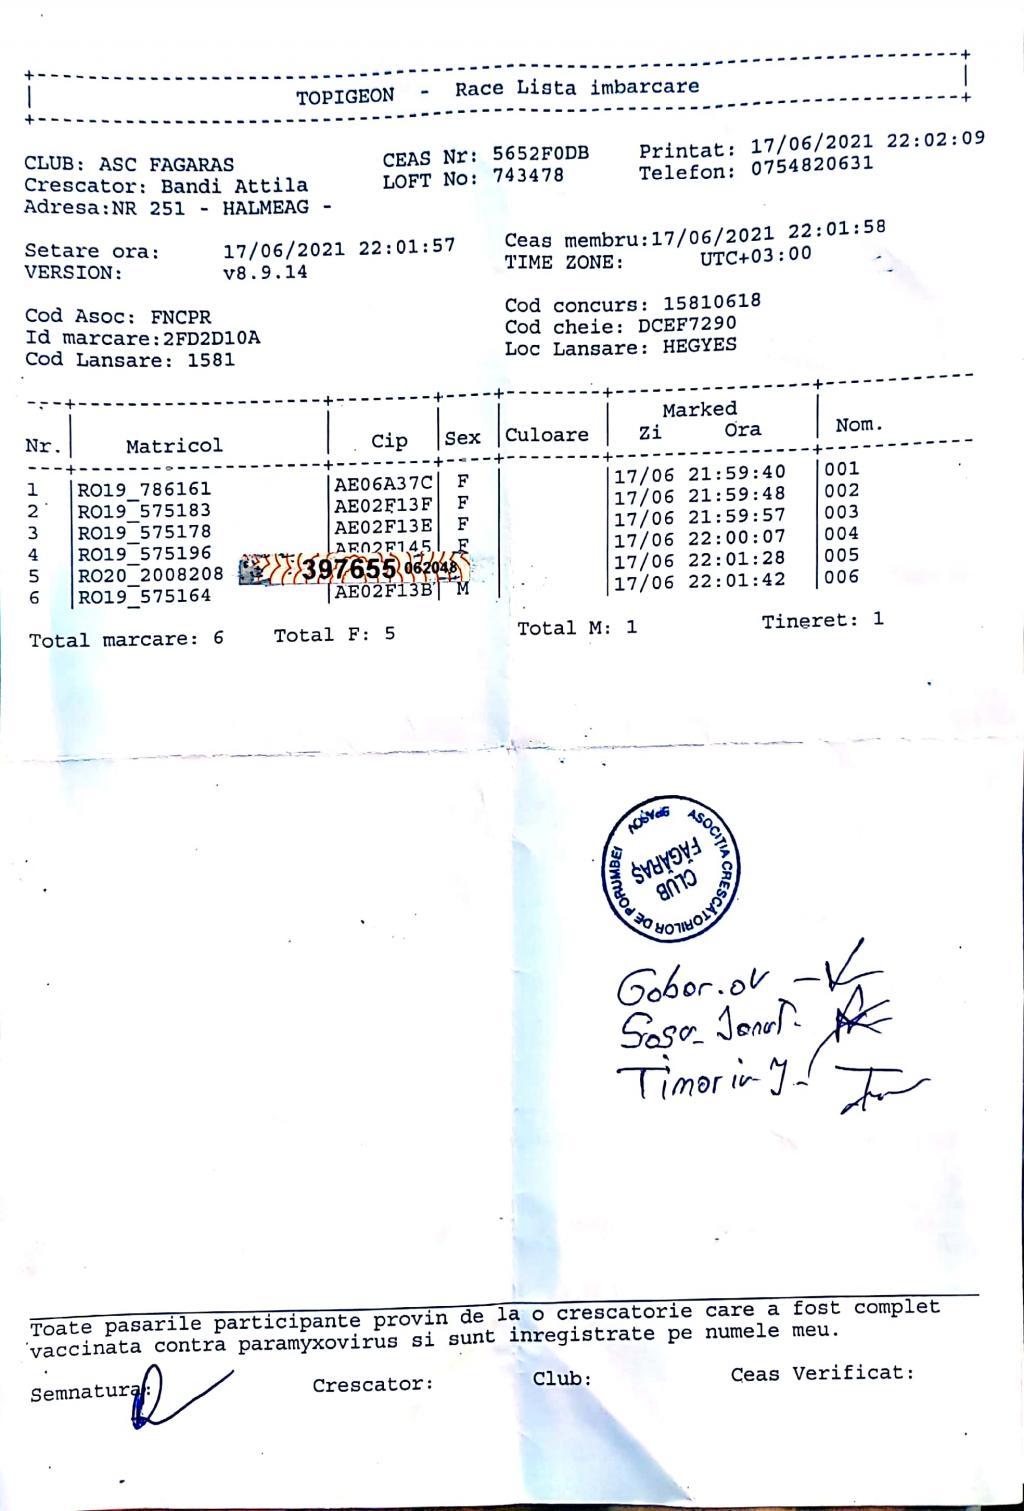 TOPIGEON - Race Lista imbarcare
CLUB: ASC FAGARAS CEAS Nr: 5652F0DB Printat: 17/06/2021 22:02:09
Crescator: Bandi Attila LOFT No: 743478 Telefon: 0754820631
Adresa:NR 251 - HALMEAG -
Setare ora: 17/06/2021 22:01:57 Ceas membru:17/06/2021 22:01:58
VERSION: v8.9.14 TIME ZONE: UTC+03:00
Cod Asoc: FNCPR Cod concurs: 15810618
Id marcare:2FD2D10A Cod cheie: DCEF7290
Cod Lansare: 1581 Loc Lansare: HEGYES
Marked
Nr. Matricol Cip Sex Culoare Zi Ora Nom.
1 RO19_786161 AE06A37C F 17/06 21:59:40 001
2 RO19_575183 AE02F13F F 17/06 21:59:48 002
3 RO19_575178 AE02F13E F 17/06 21:59:57 003
4 RO19_575196 AE02F145 F 17/06 22:00:07 004
5 RO20_2008208 397655 062048 17/06 22:01:28 005
6 RO19_575164 AE02F13B M 17/06 22:01:42 006
Total marcare: 6 Total F: 5 Total M: 1 Tineret: 1
ASOCIȚIA CRESCĂTORILOR DE PORUMBEI BRAȘOV
CLUB
FĂGĂRAȘ
Timoriu
Toate pasarile participante provin de la o crescatorie care a fost complet
vaccinata contra paramyxovirus si sunt inregistrate pe numele meu.
Semnatura: Crescator: Club: Ceas Verificat: